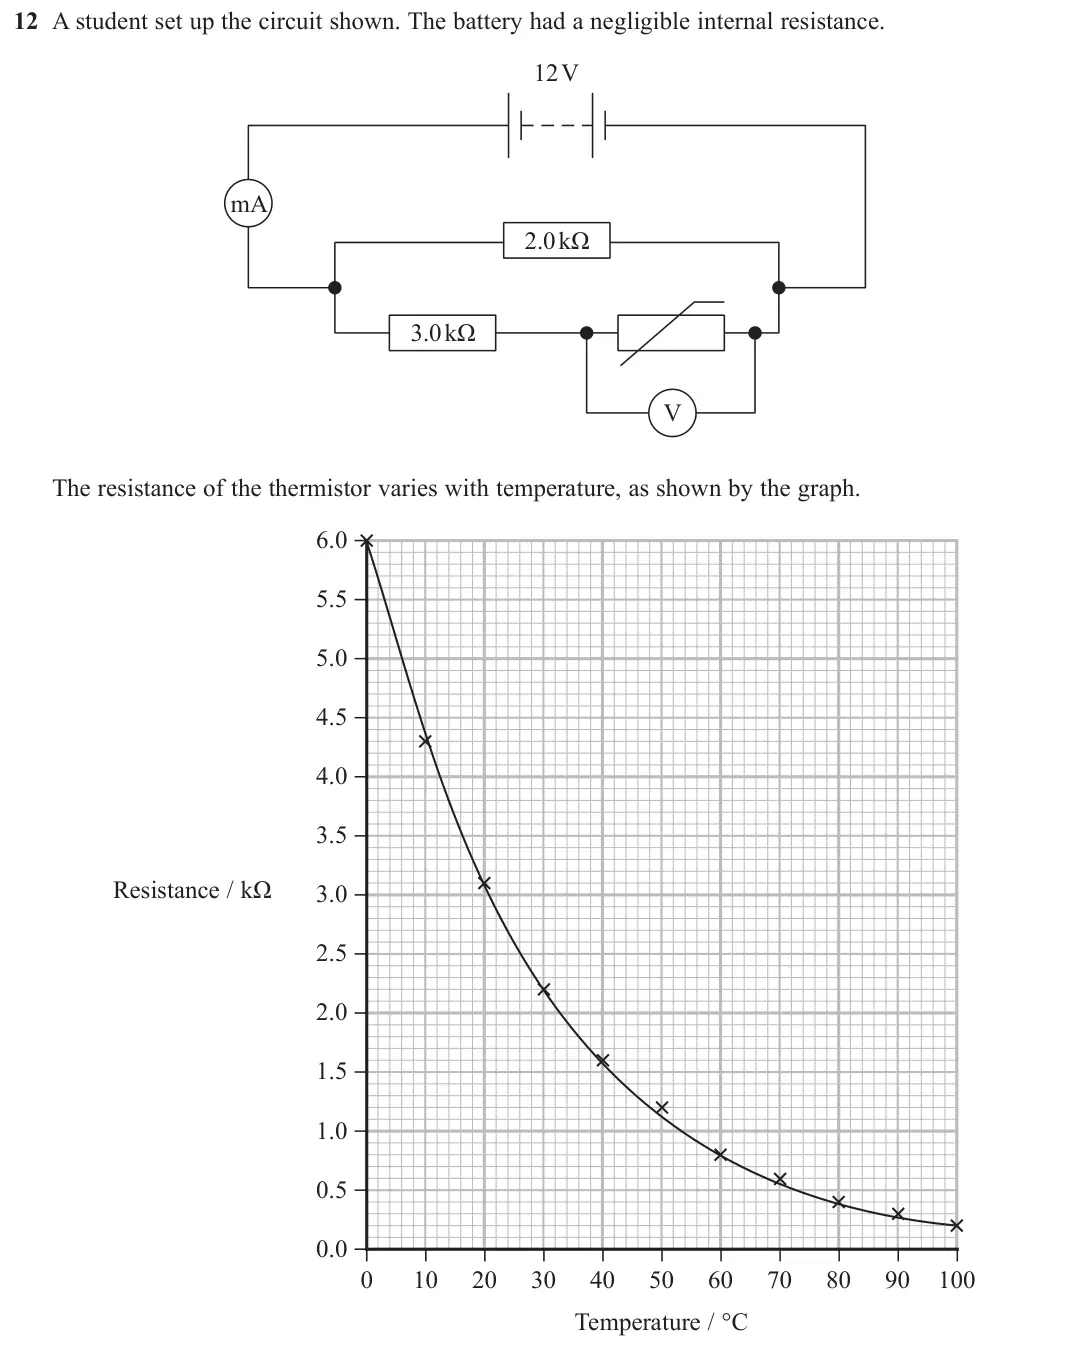 12 A student set up the circuit shown. The battery had a negligible internal resistance.
12 V
mA
2.0 kΩ
3.0 kΩ
V
The resistance of the thermistor varies with temperature, as shown by the graph.
6.0
5.5
5.0
4.5
4.0
3.5
Resistance / kΩ
3.0
2.5
2.0
1.5
1.0
0.5
0.0
0 10 20 30 40 50 60 70 80 90 100
Temperature / °C